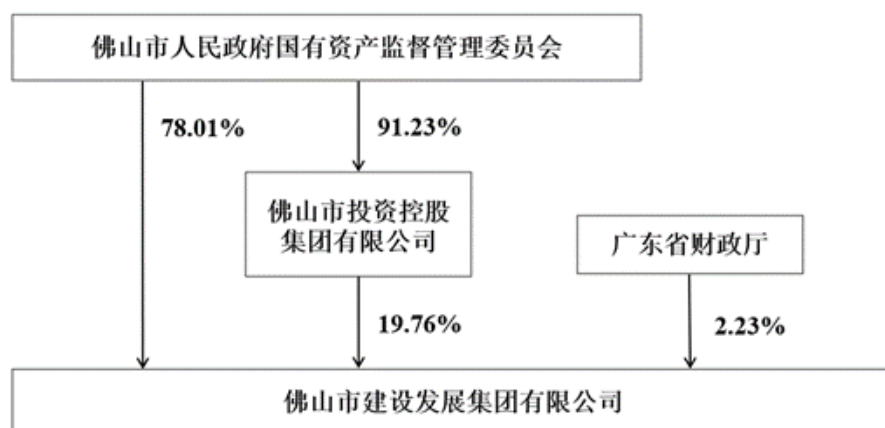 佛山市人民政府国有资产监督管理委员会
78.01%
91.23%
佛山市投资控股
集团有限公司
广东省财政厅
19.76%
2.23%
佛山市建设发展集团有限公司